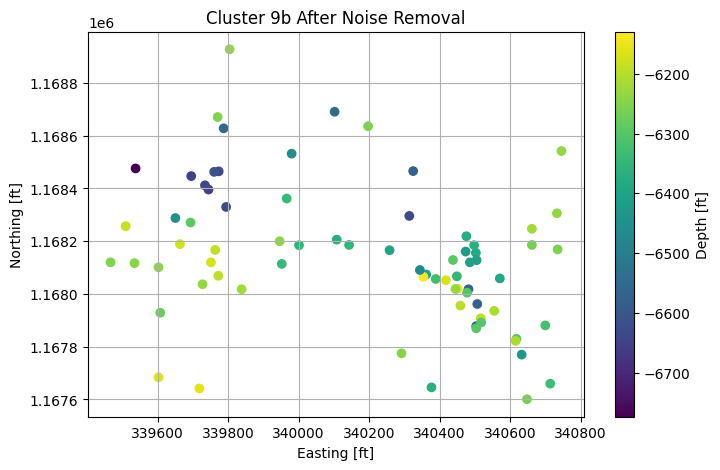 Cluster 9b After Noise Removal
1e6
1.1688
1.1686
1.1684
1.1682
1.1680
1.1678
1.1676
Northing [ft]
339600 339800 340000 340200 340400 340600 340800
Easting [ft]
−6200
−6300
−6400
−6500
−6600
−6700
Depth [ft]